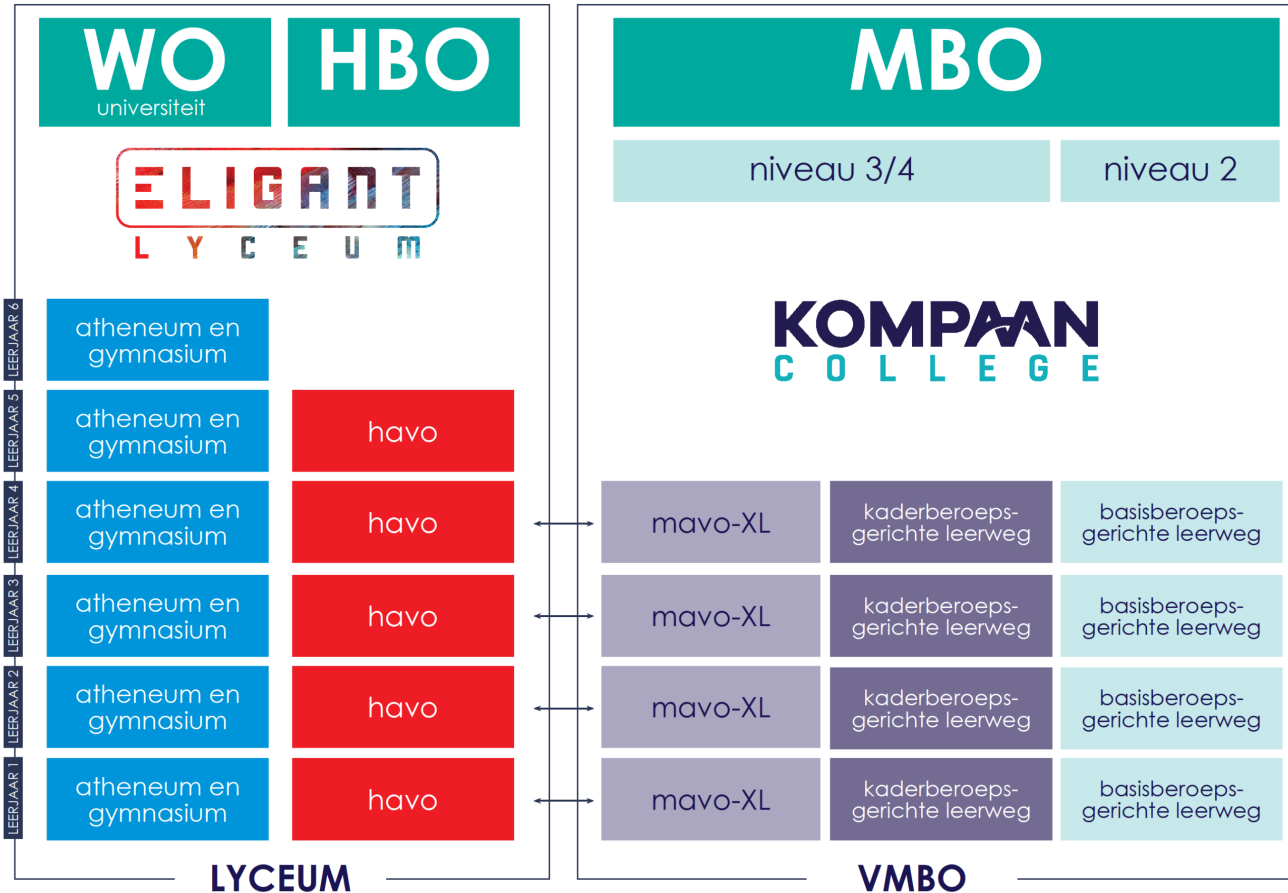 WO
universiteit
HBO
MBO
niveau 3/4
niveau 2
ELIGANT
LYCEUM
KOMPAAN
COLLEGE
LEERJAAR 6
atheneum en
gymnasium
LEERJAAR 5
atheneum en
gymnasium
havo
LEERJAAR 4
atheneum en
gymnasium
havo
mavo-XL
kaderberoeps-
gerichte leerweg
basisberoeps-
gerichte leerweg
LEERJAAR 3
atheneum en
gymnasium
havo
mavo-XL
kaderberoeps-
gerichte leerweg
basisberoeps-
gerichte leerweg
LEERJAAR 2
atheneum en
gymnasium
havo
mavo-XL
kaderberoeps-
gerichte leerweg
basisberoeps-
gerichte leerweg
LEERJAAR 1
atheneum en
gymnasium
havo
mavo-XL
kaderberoeps-
gerichte leerweg
basisberoeps-
gerichte leerweg
LYCEUM
VMBO